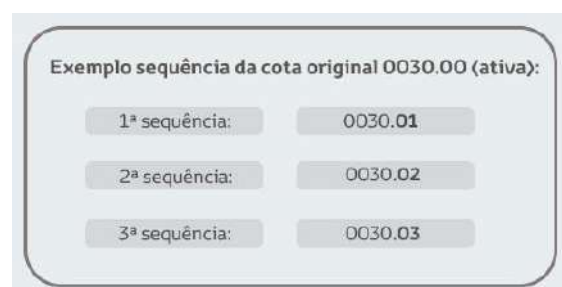 Exemplo sequência da cota original 0030.00 (ativa):
1ª sequência: 0030.01
2ª sequência: 0030.02
3ª sequência: 0030.03